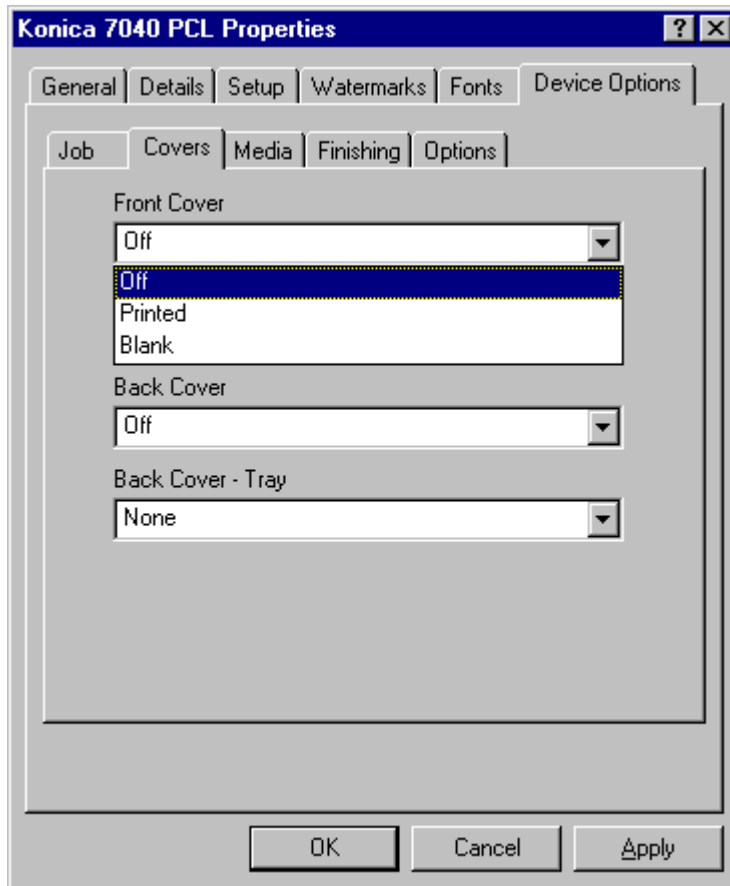 Konica 7040 PCL Properties
General Details Setup Watermarks Fonts Device Options
Job Covers Media Finishing Options
Front Cover
Off
Off
Printed
Blank
Back Cover
Off
Back Cover - Tray
None
OK Cancel Apply